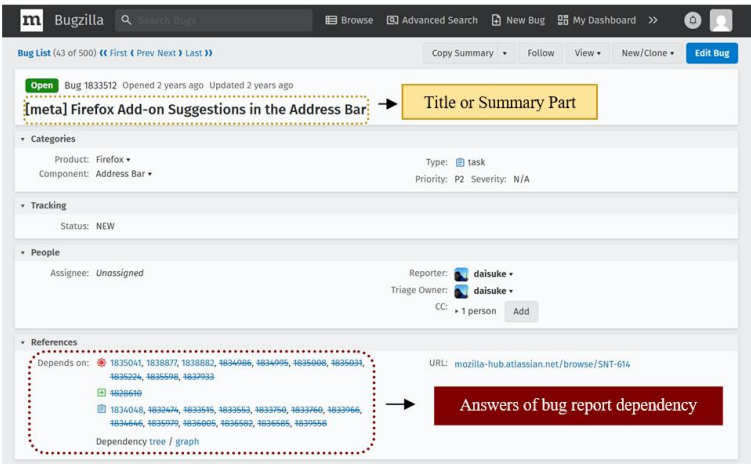 m Bugzilla Search Bugs Browse Advanced Search New Bug My Dashboard »
Bug List (43 of 500) ⟪ First ❰ Prev Next ❱ Last ⟫ Copy Summary ▾ Follow View ▾ New/Clone ▾ Edit Bug
Open Bug 1833512 Opened 2 years ago Updated 2 years ago
[meta] Firefox Add-on Suggestions in the Address Bar Title or Summary Part
▾ Categories
Product: Firefox ▾
Component: Address Bar ▾
Type: task
Priority: P2 Severity: N/A
▾ Tracking
Status: NEW
▾ People
Assignee: Unassigned
Reporter: daisuke ▾
Triage Owner: daisuke ▾
CC: ▸ 1 person Add
▾ References
Depends on: 1835041, 1838877, 1838882, 1834986, 1834995, 1835008, 1835031,
1835224, 1835598, 1837933
1828610
1834048, 1832474, 1833515, 1833553, 1833750, 1833760, 1833966,
1834646, 1835979, 1836005, 1836582, 1836585, 1839558
Dependency tree / graph
URL: mozilla-hub.atlassian.net/browse/SNT-614
Answers of bug report dependency